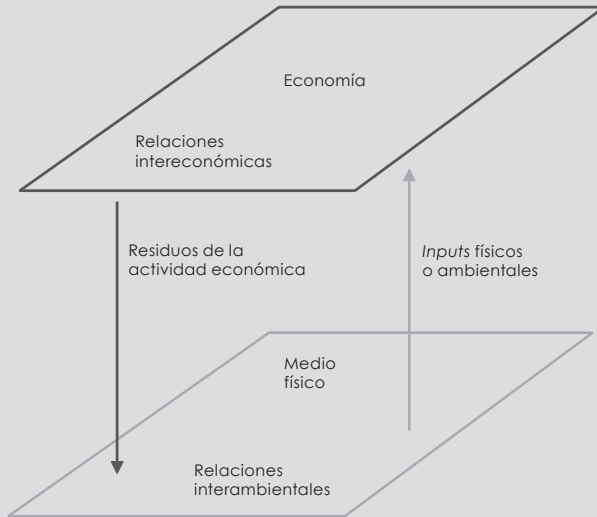 Economía
Relaciones
intereconómicas
Residuos de la
actividad económica
Inputs físicos
o ambientales
Medio
físico
Relaciones
interambientales